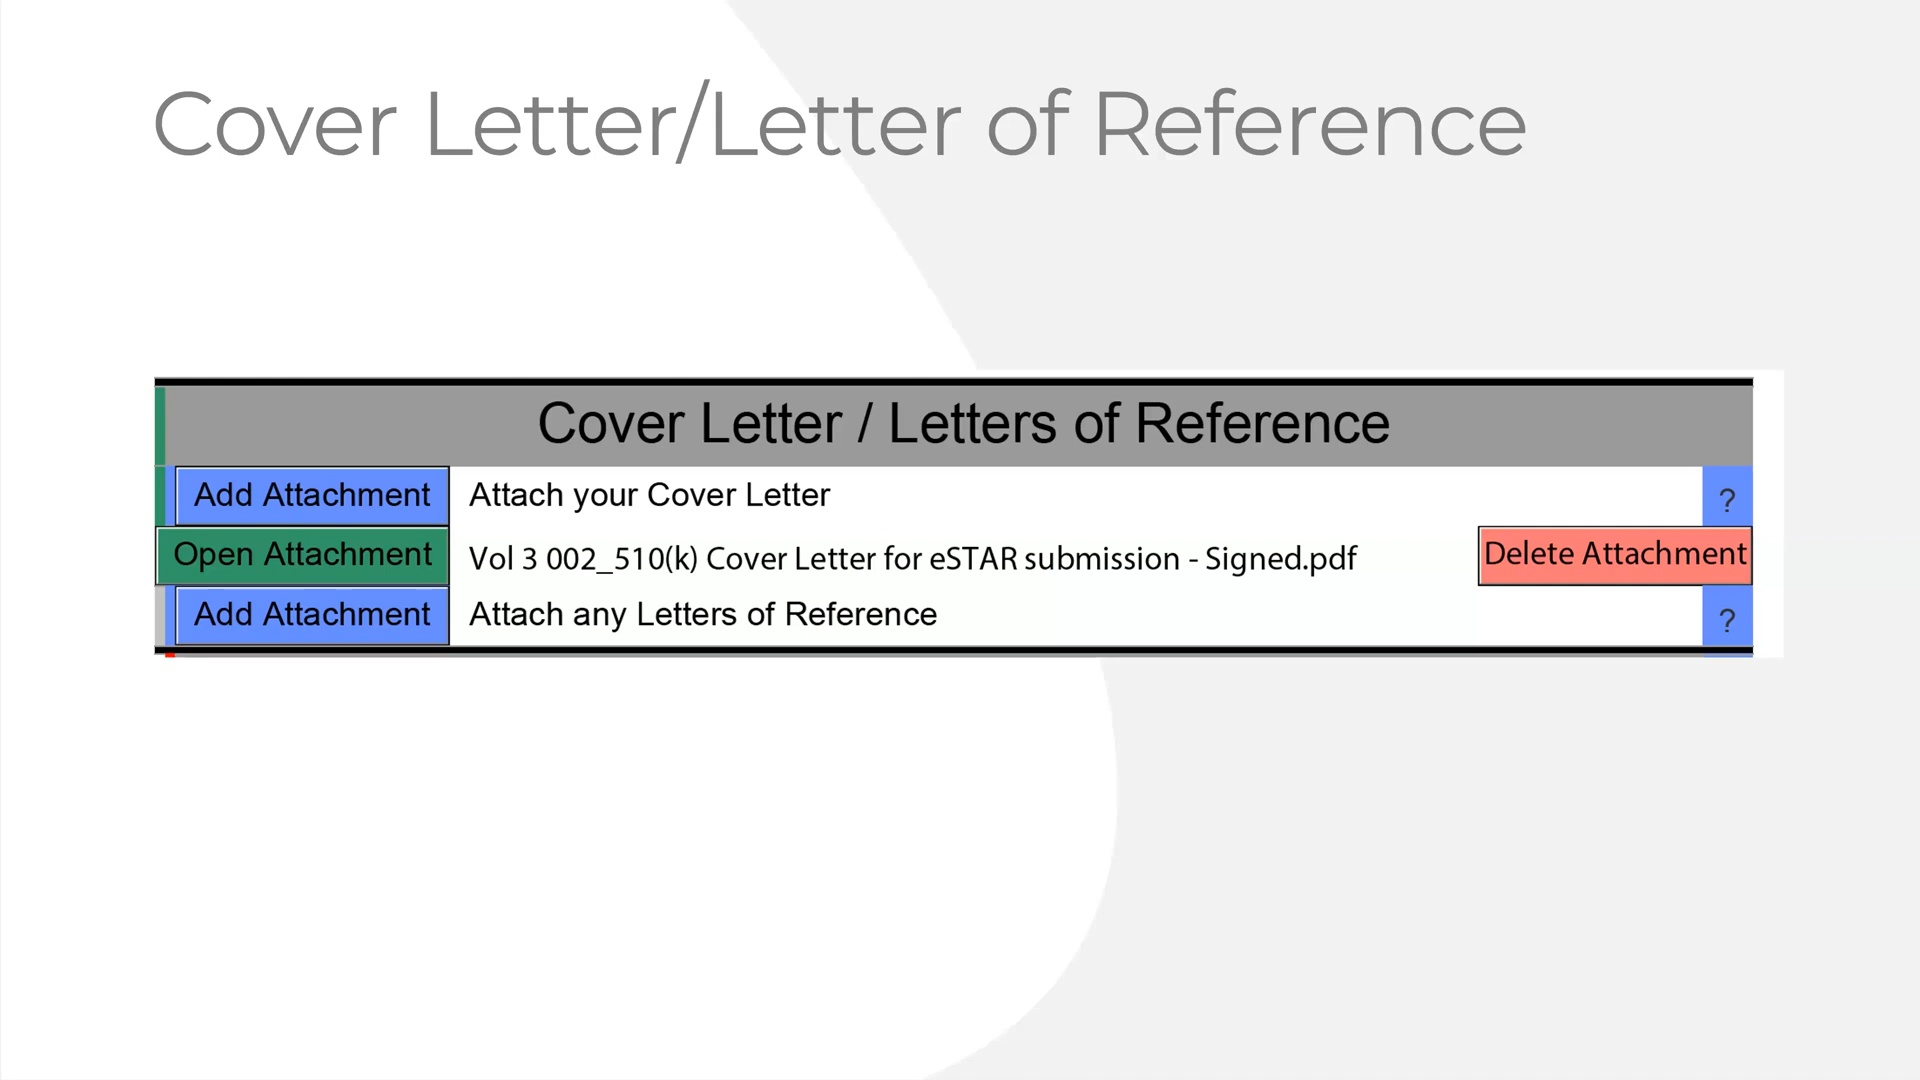 Cover Letter/Letter of Reference
Cover Letter / Letters of Reference
Add Attachment Attach your Cover Letter ?
Open Attachment Vol 3 002_510(k) Cover Letter for eSTAR submission - Signed.pdf Delete Attachment
Add Attachment Attach any Letters of Reference ?